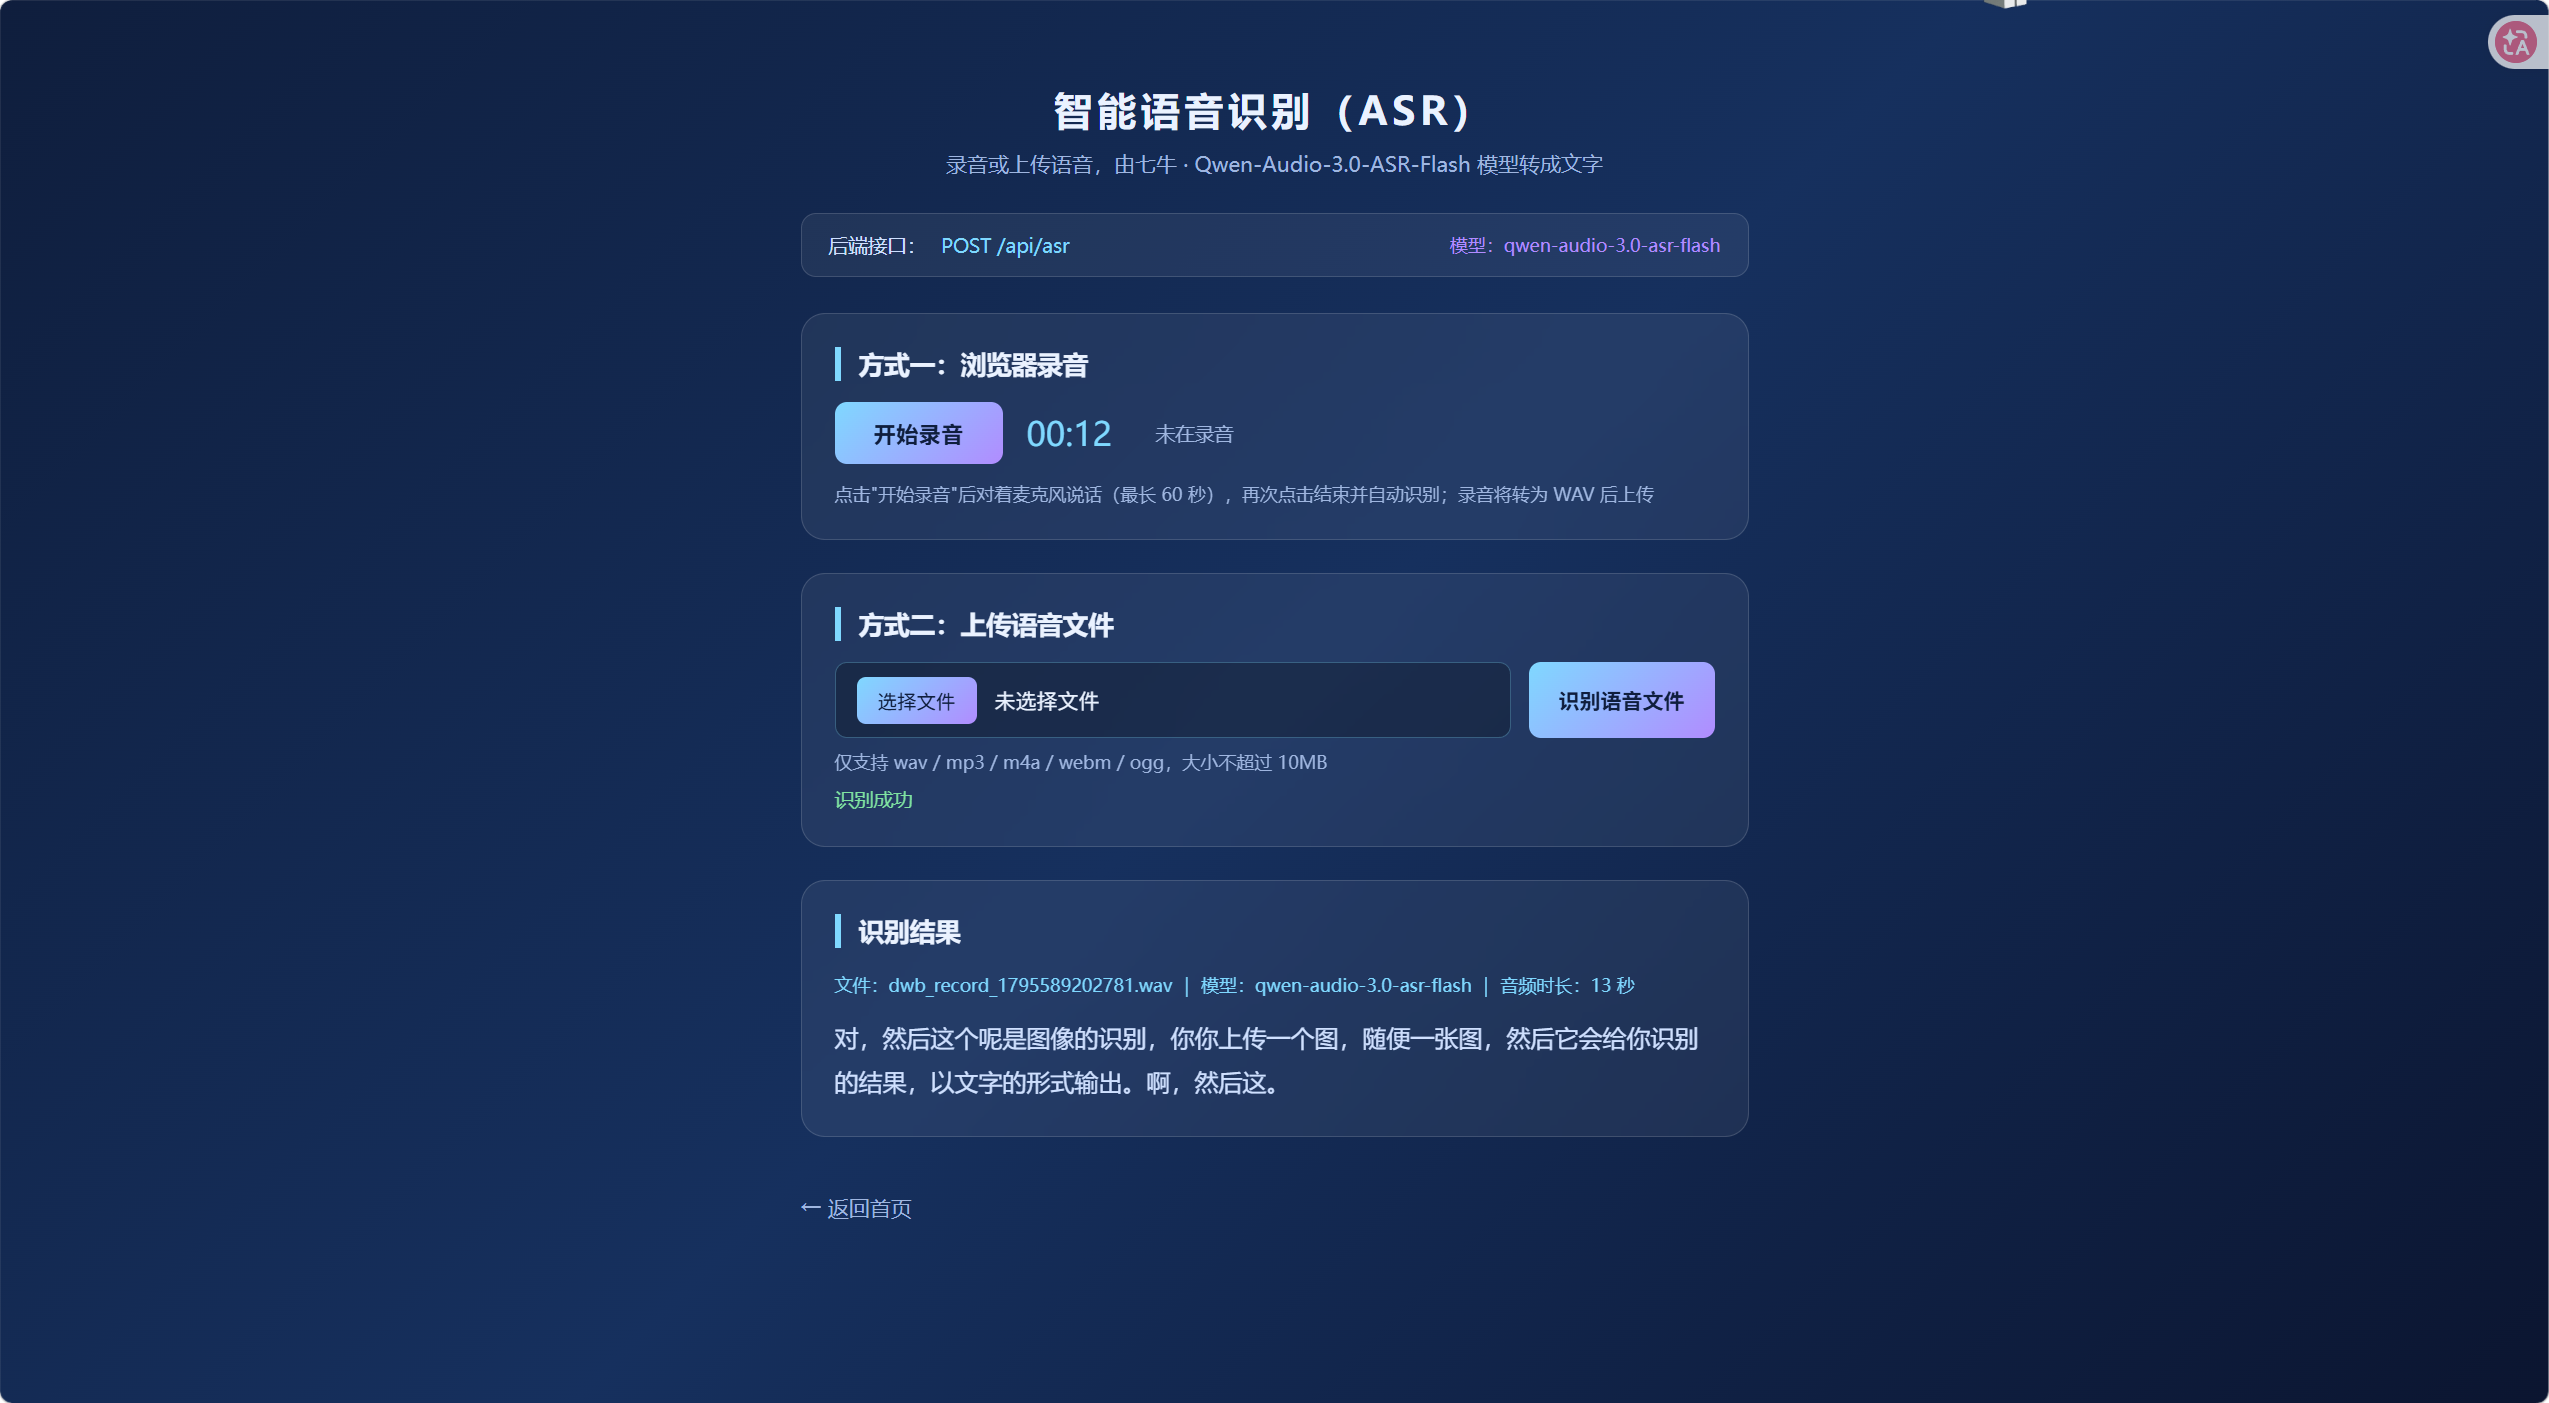 智能语音识别（ASR）
录音或上传语音，由七牛 · Qwen-Audio-3.0-ASR-Flash 模型转成文字
后端接口： POST /api/asr 模型：qwen-audio-3.0-asr-flash
方式一：浏览器录音
开始录音 00:12 未在录音
点击"开始录音"后对着麦克风说话（最长 60 秒），再次点击结束并自动识别；录音将转为 WAV 后上传
方式二：上传语音文件
选择文件 未选择文件 识别语音文件
仅支持 wav / mp3 / m4a / webm / ogg，大小不超过 10MB
识别成功
识别结果
文件：dwb_record_1795589202781.wav | 模型：qwen-audio-3.0-asr-flash | 音频时长：13 秒
对，然后这个呢是图像的识别，你你上传一个图，随便一张图，然后它会给你识别
的结果，以文字的形式输出。啊，然后这。
← 返回首页